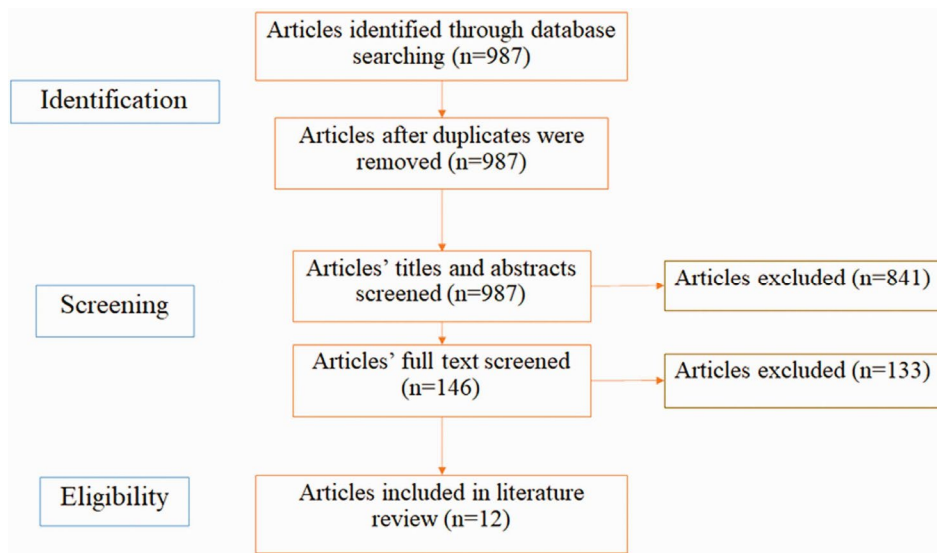 Articles identified through database
searching (n=987)
Identification
Articles after duplicates were
removed (n=987)
Articles’ titles and abstracts
screened (n=987)
Articles excluded (n=841)
Screening
Articles’ full text screened
(n=146)
Articles excluded (n=133)
Eligibility
Articles included in literature
review (n=12)